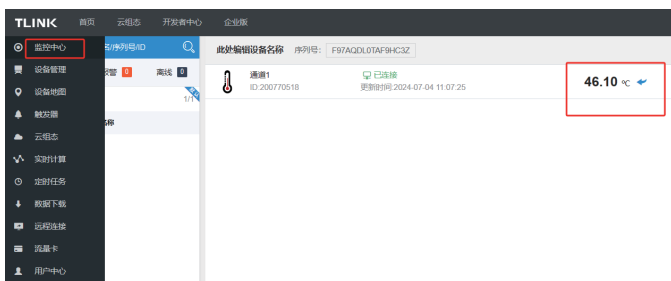 TLINK 首页 云组态 开发者中心 企业版
监控中心
设备管理
设备地图
触发器
云组态
实时计算
定时任务
数据下载
远程连接
流量卡
用户中心
名/序列号/ID
报警 0 离线 0
1/1
名称
此处编辑设备名称 序列号: F97AQDL0TAF9HC3Z
通道1 已连接
ID:200770518 更新时间:2024-07-04 11:07:25
46.10 ℃